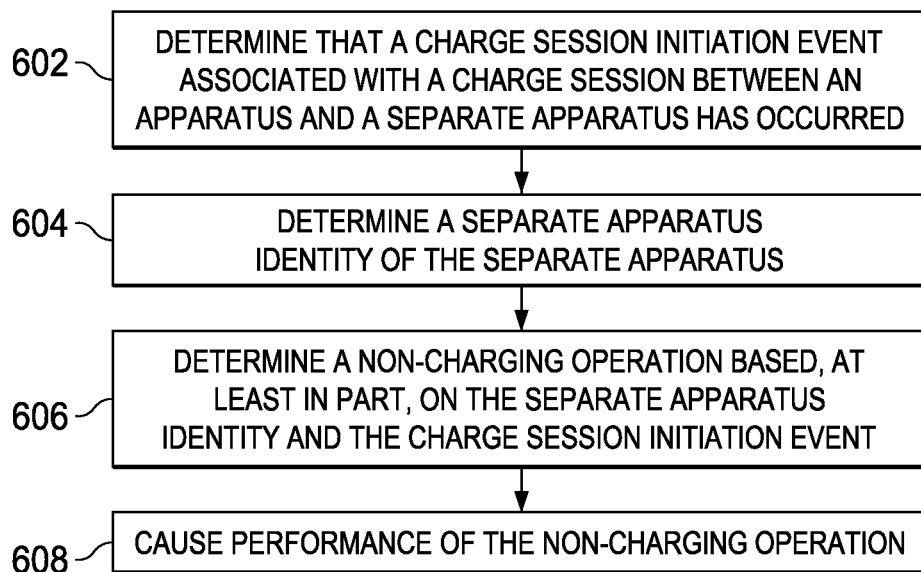 602
DETERMINE THAT A CHARGE SESSION INITIATION EVENT
ASSOCIATED WITH A CHARGE SESSION BETWEEN AN
APPARATUS AND A SEPARATE APPARATUS HAS OCCURRED
604
DETERMINE A SEPARATE APPARATUS
IDENTITY OF THE SEPARATE APPARATUS
606
DETERMINE A NON-CHARGING OPERATION BASED, AT
LEAST IN PART, ON THE SEPARATE APPARATUS
IDENTITY AND THE CHARGE SESSION INITIATION EVENT
608
CAUSE PERFORMANCE OF THE NON-CHARGING OPERATION